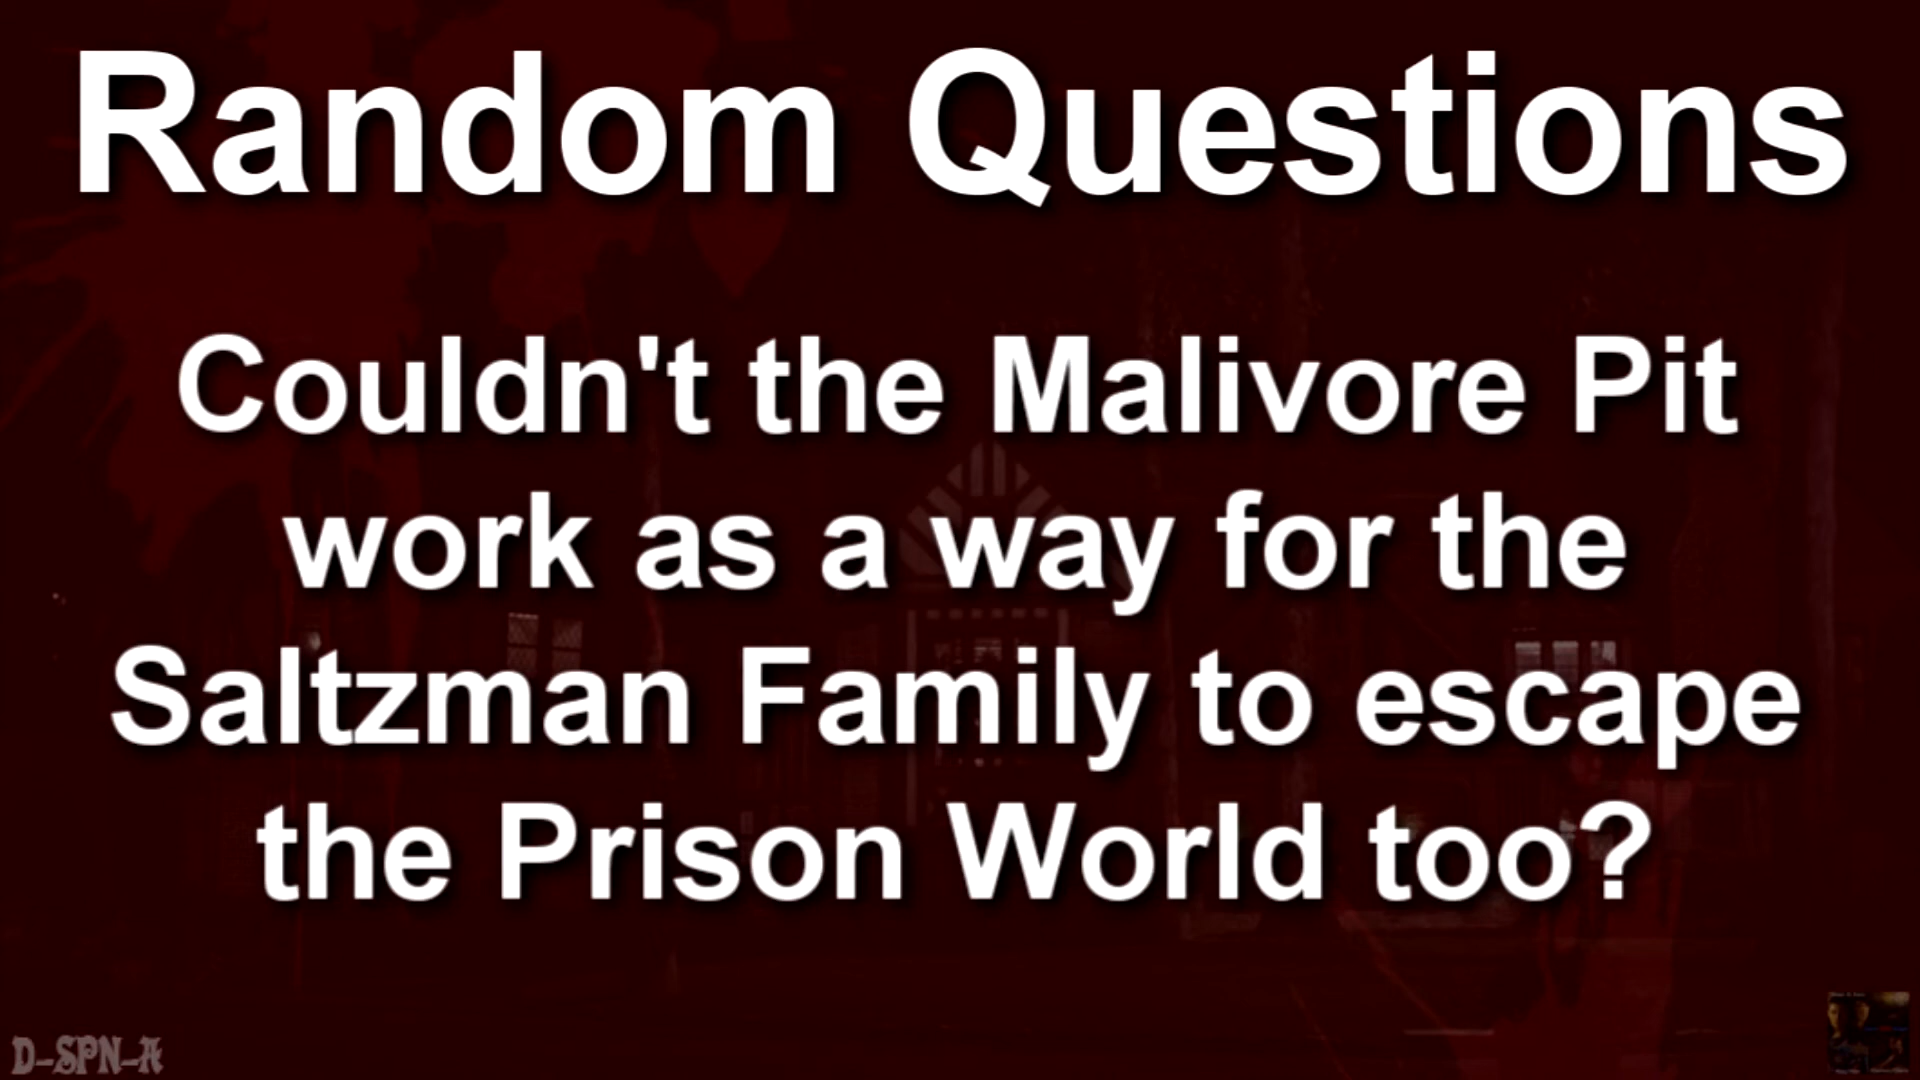 Random Questions
Couldn't the Malivore Pit
work as a way for the
Saltzman Family to escape
the Prison World too?
D-SPN-A